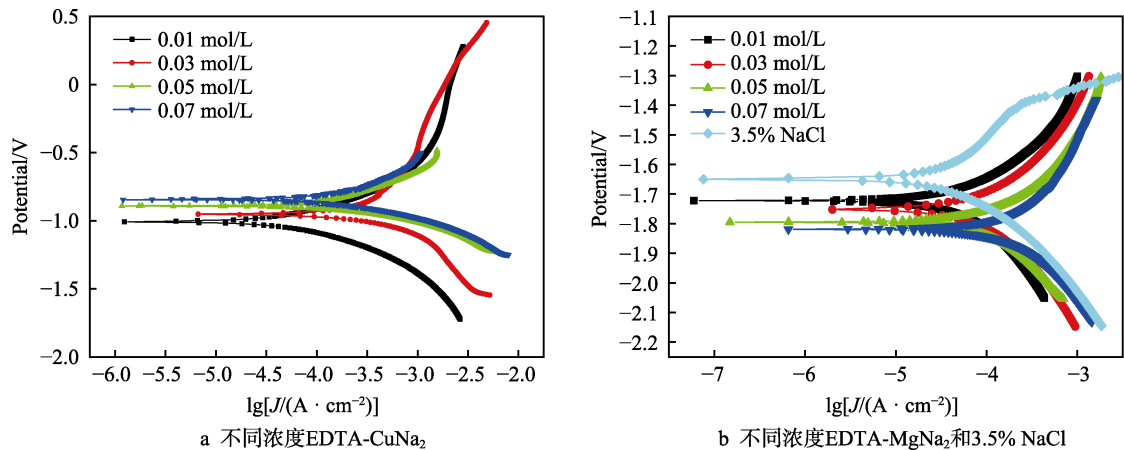 0.5
0
−0.5
−1.0
−1.5
−2.0
Potential/V
0.01 mol/L
0.03 mol/L
0.05 mol/L
0.07 mol/L
−6.0 −5.5 −5.0 −4.5 −4.0 −3.5 −3.0 −2.5 −2.0
lg[J/(A · cm⁻²)]
a 不同浓度EDTA-CuNa₂
−1.1
−1.2
−1.3
−1.4
−1.5
−1.6
−1.7
−1.8
−1.9
−2.0
−2.1
−2.2
Potential/V
0.01 mol/L
0.03 mol/L
0.05 mol/L
0.07 mol/L
3.5% NaCl
−7 −6 −5 −4 −3
lg[J/(A · cm⁻²)]
b 不同浓度EDTA-MgNa₂和3.5% NaCl